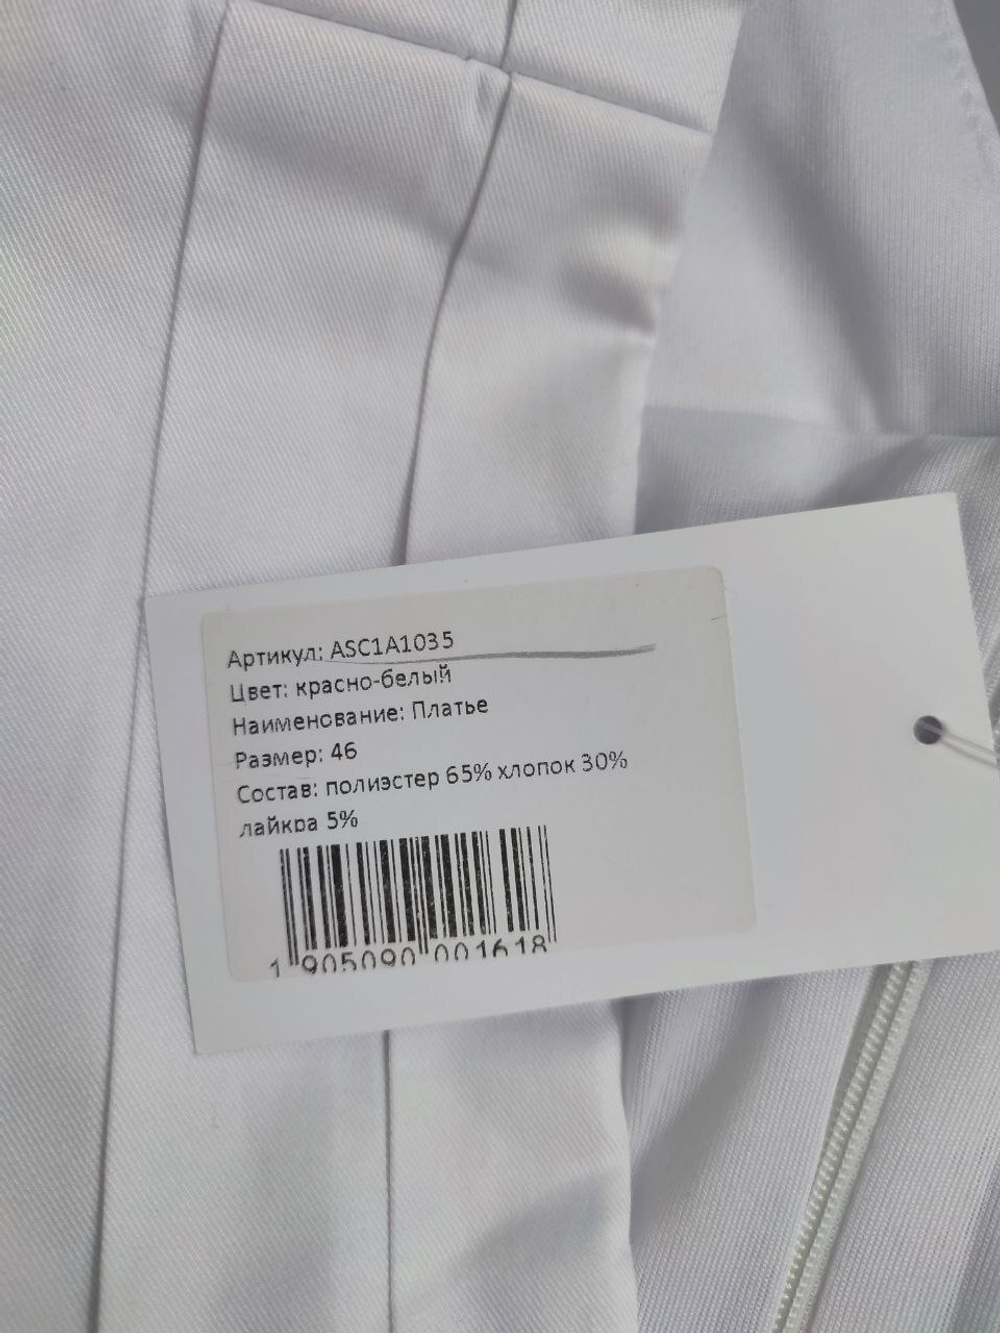 Артикул: ASC1A1035
Цвет: красно-белый
Наименование: Платье
Размер: 46
Состав: полиэстер 65% хлопок 30%
лайкра 5%
1 905090 001618